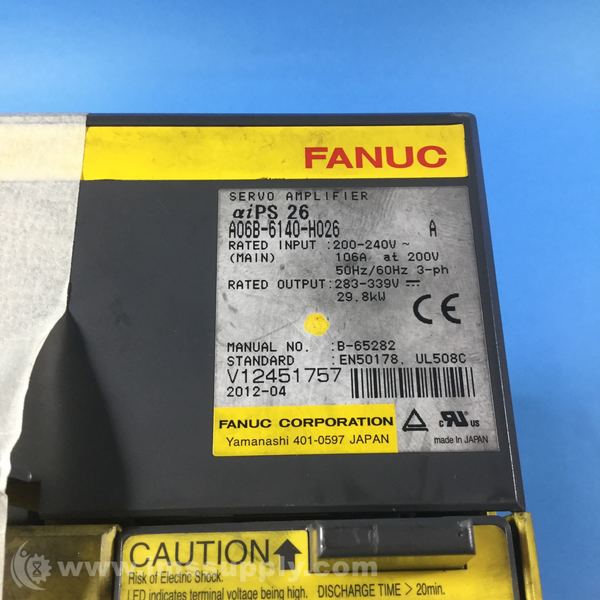 FANUC
SERVO AMPLIFIER
αiPS 26
A06B-6140-H026 A
RATED INPUT :200-240V ~
(MAIN) 106A at 200V
50Hz/60Hz 3-ph
RATED OUTPUT:283-339V
29.8kW
CE
MANUAL NO. :B-65282
STANDARD :EN50178, UL508C
V12451757
2012-04
FANUC CORPORATION
Yamanashi 401-0597 JAPAN
c RU us
made in JAPAN
CAUTION
Risk of Electric Shock.
LED indicates terminal voltage being high. DISCHARGE TIME > 20min.